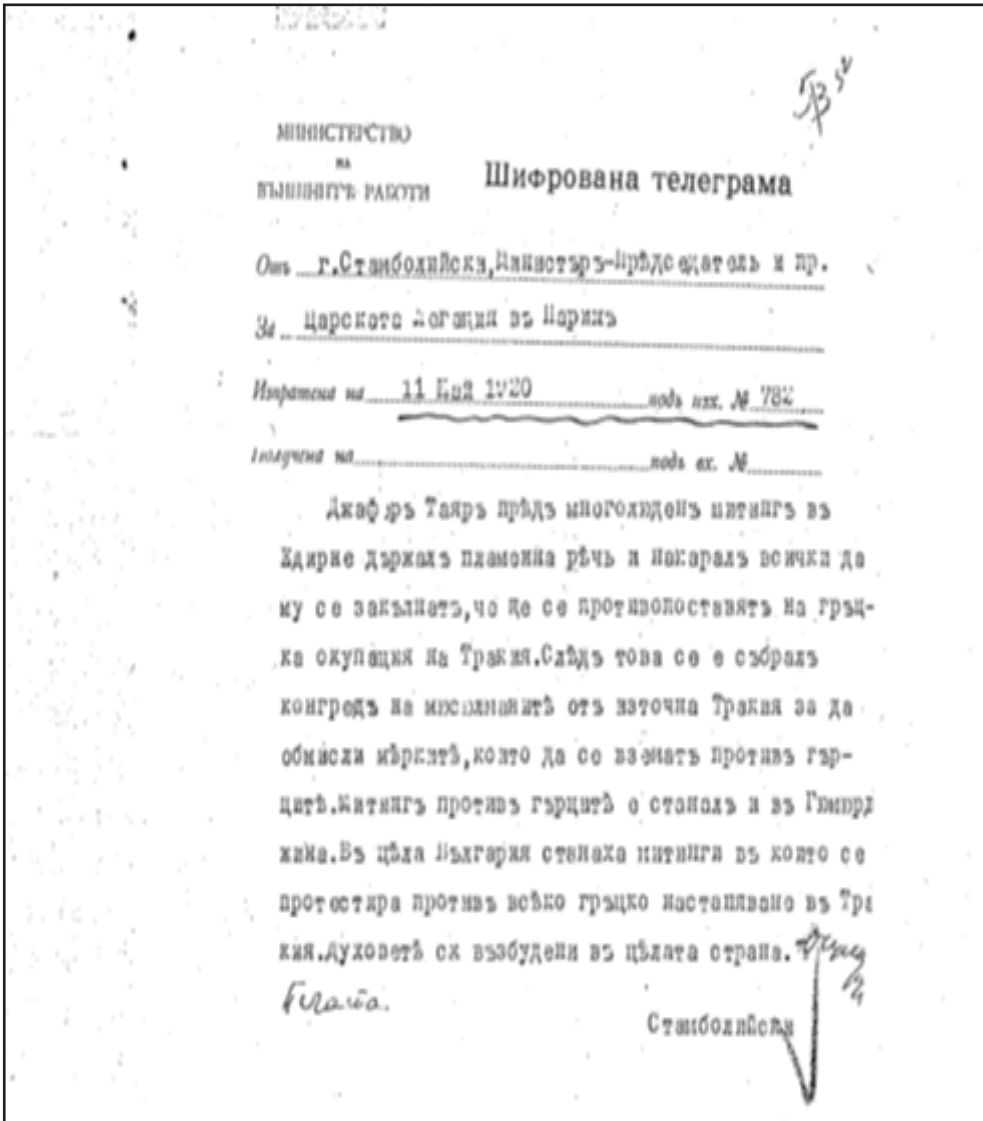 МИНИСТЕРСТВО
НА
ВЪНШНИТѢ РАБОТИ
Шифрована телеграма
Отъ г.Стамболийски,Министъръ-Прѣдседатель и пр.
За Царската Легация въ Парижъ
Изпратена на 11 Май 1920 подъ изх. № 782
Получена на подъ вх. №
Джафъръ Таяръ прѣдъ многолюденъ митингъ въ
Єдирне държалъ пламенна рѣчь и накаралъ всички да
му се закълнатъ,че ще се противопоставятъ на гръц-
ка окупация на Тракия.Слѣдъ това се е събралъ
конгресъ на мюсюлманитѣ отъ източна Тракия за да
обмисли мѣркитѣ,които да се взематъ противъ гър-
цитѣ.Митингъ противъ гърцитѣ е станалъ и въ Гюмюрд
жина.Въ цѣла България станаха митинги въ които се
протестира противъ всѣко гръцко настѫпване въ Тра
кия.Духоветѣ сѫ възбудени въ цѣлата страна.
Стамболийски